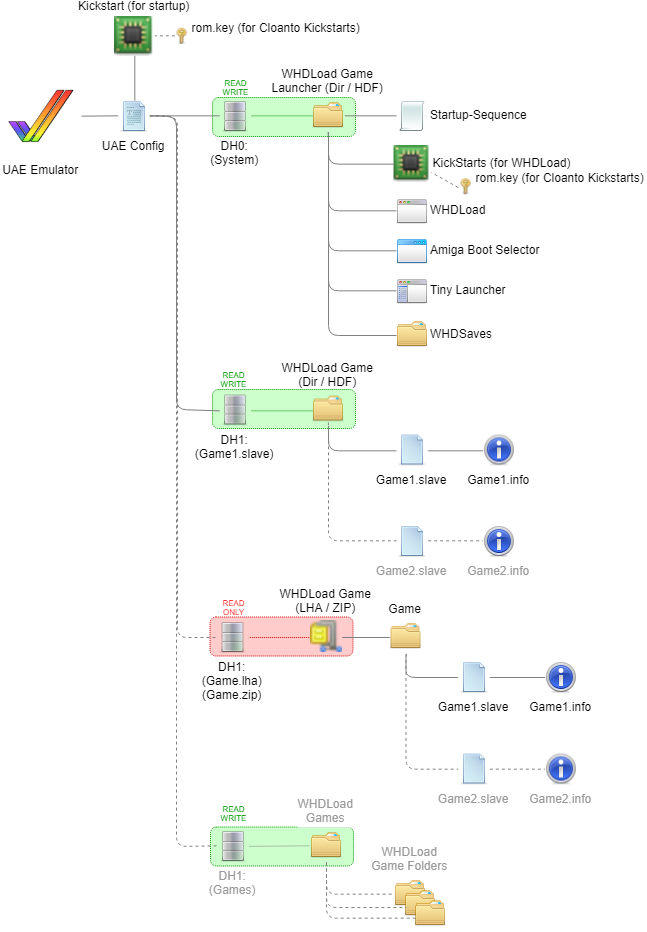 Kickstart (for startup)
rom.key (for Cloanto Kickstarts)
UAE Emulator
UAE Config
READ
WRITE
WHDLoad Game
Launcher (Dir / HDF)
DH0:
(System)
Startup-Sequence
KickStarts (for WHDLoad)
rom.key (for Cloanto Kickstarts)
WHDLoad
Amiga Boot Selector
Tiny Launcher
WHDSaves
READ
WRITE
WHDLoad Game
(Dir / HDF)
DH1:
(Game1.slave)
Game1.slave
Game1.info
Game2.slave
Game2.info
READ
ONLY
WHDLoad Game
(LHA / ZIP)
Game
DH1:
(Game.lha)
(Game.zip)
Game1.slave
Game1.info
Game2.slave
Game2.info
READ
WRITE
WHDLoad
Games
DH1:
(Games)
WHDLoad
Game Folders